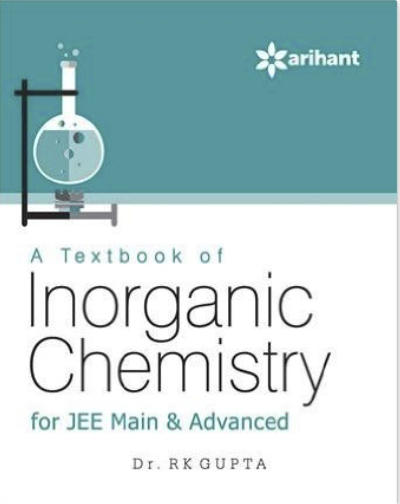 arihant
A Textbook of
Inorganic
Chemistry
for JEE Main & Advanced
Dr. RK GUPTA